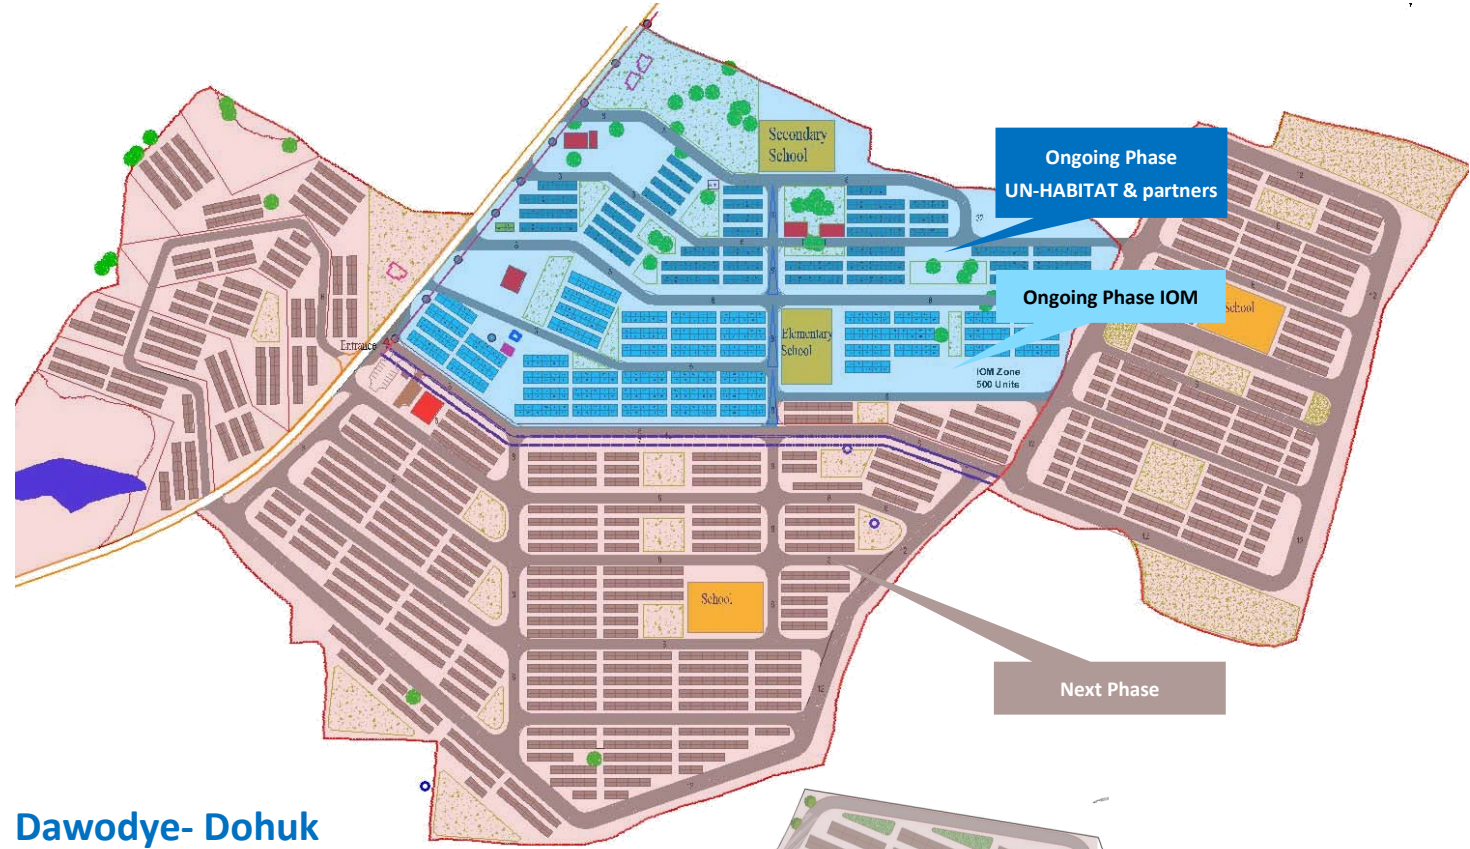 Secondary
School
Ongoing Phase
UN-HABITAT & partners
Ongoing Phase IOM
School
Entrance
Elementary
School
IOM Zone
500 Units
School
Next Phase
Dawodye- Dohuk